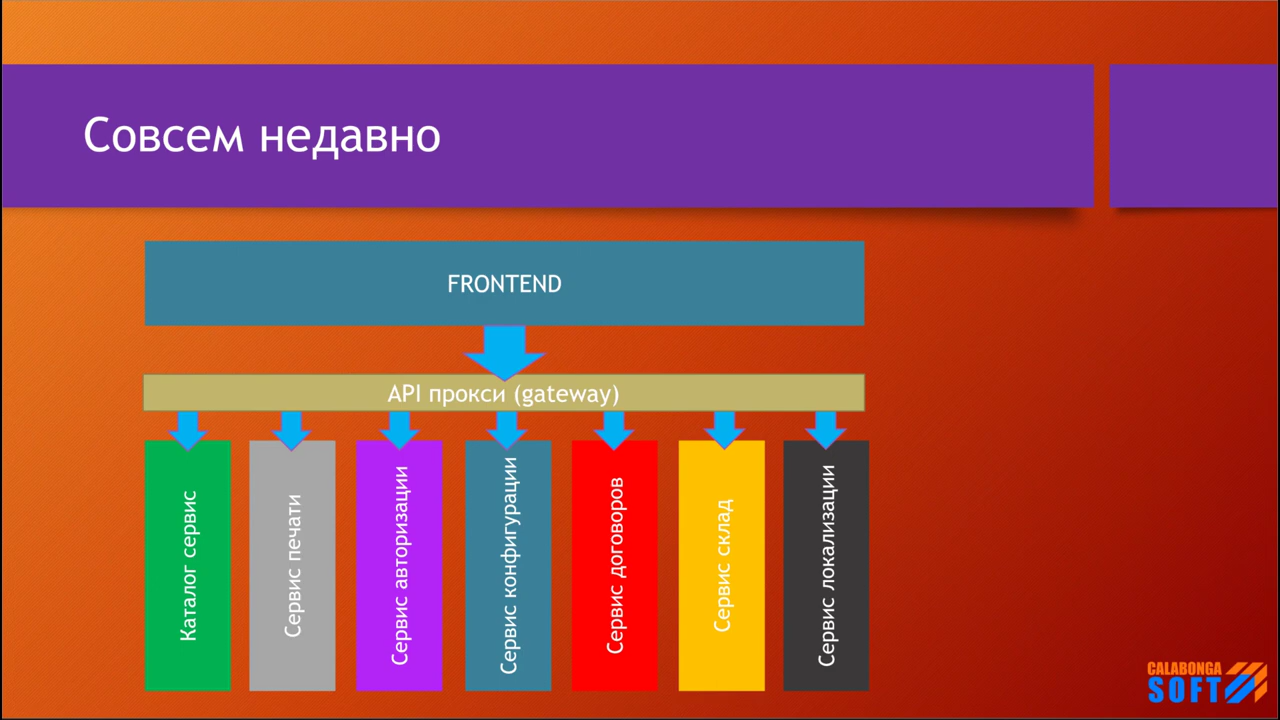 Совсем недавно
FRONTEND
API прокси (gateway)
Каталог сервис
Сервис печати
Сервис авторизации
Сервис конфигурации
Сервис договоров
Сервис склад
Сервис локализации
CALABONGA
SOFT